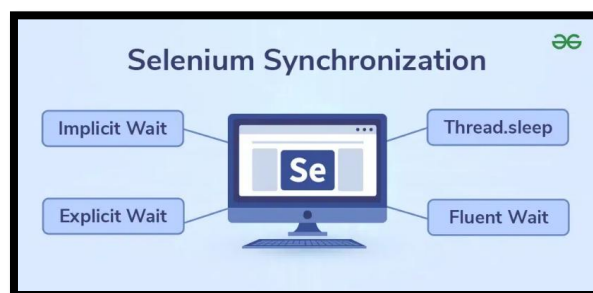 Selenium Synchronization
Implicit Wait
Thread.sleep
Se
Explicit Wait
Fluent Wait